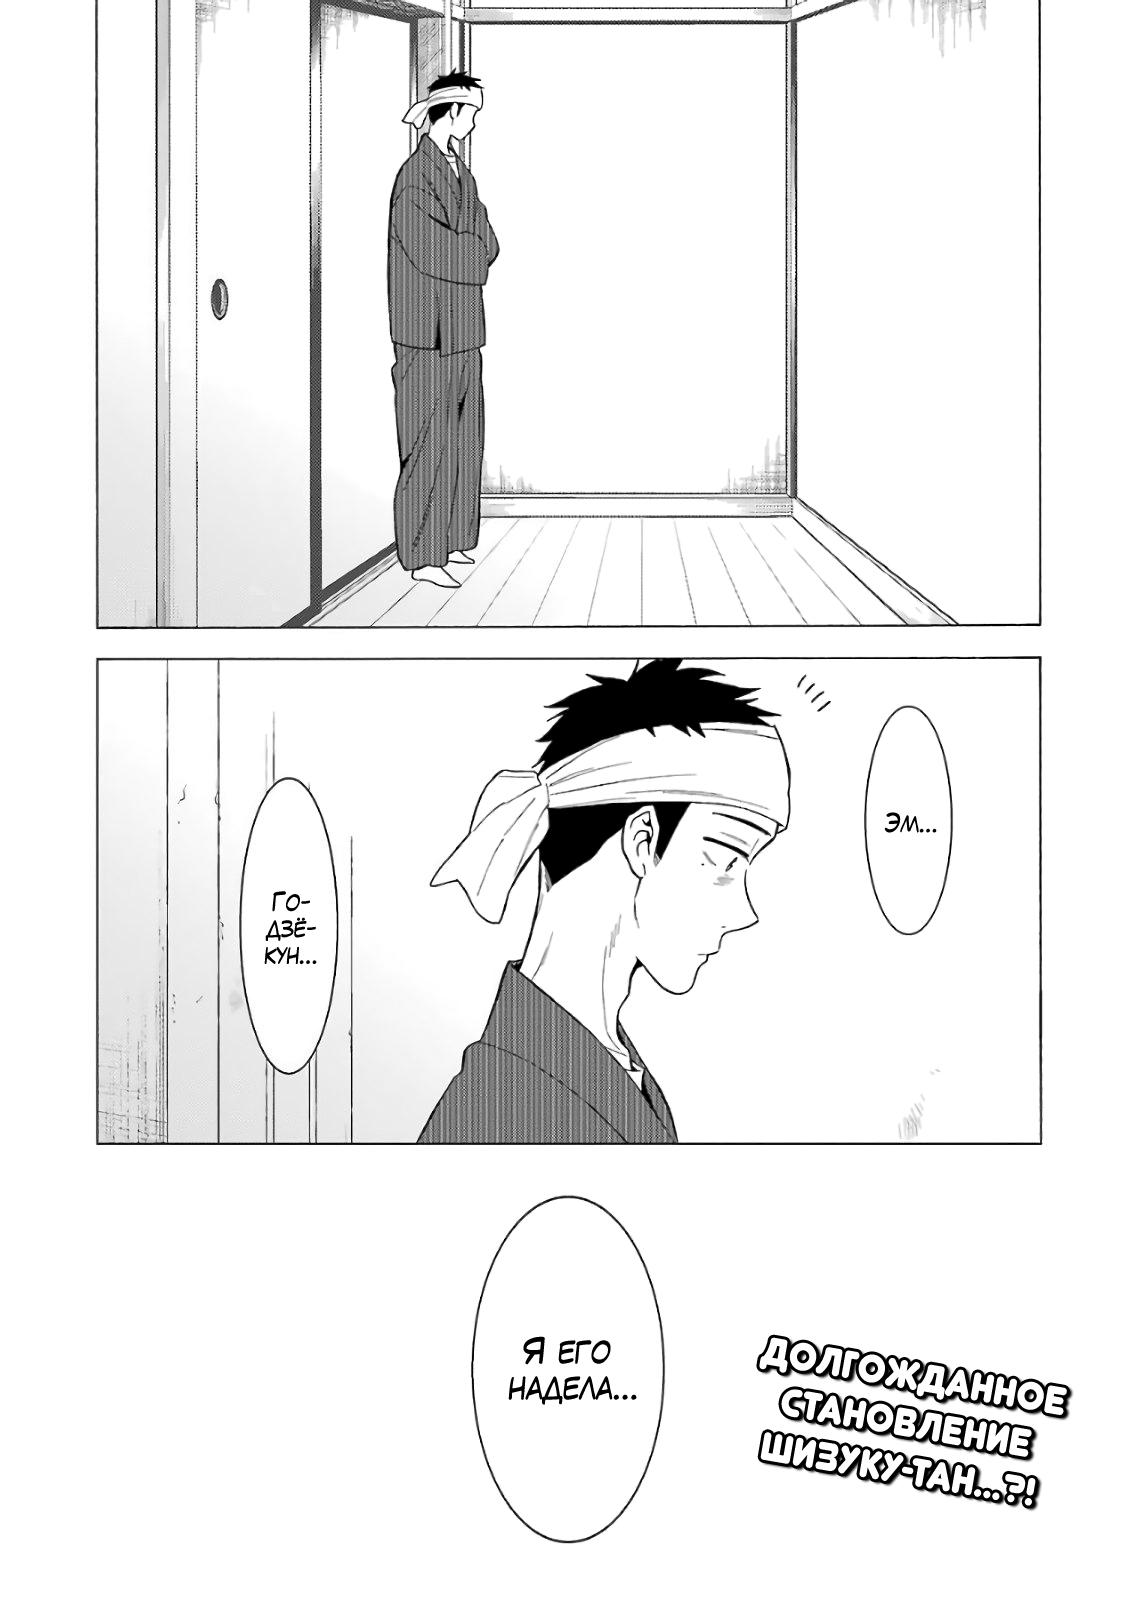 ЭМ...
ГО-
ДЗЁ-
КУН...
Я ЕГО
НАДЕЛА...
ДОЛГОЖДАННОЕ
СТАНОВЛЕНИЕ
ШИЗУКУ-ТАН...?!